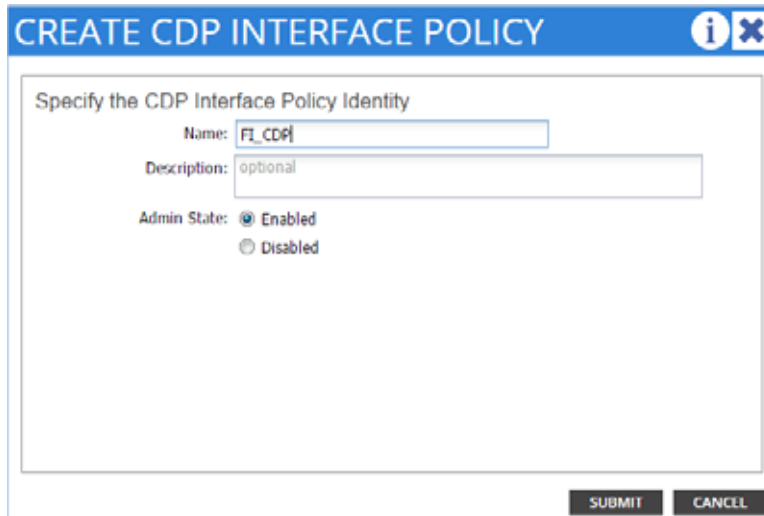 CREATE CDP INTERFACE POLICY
Specify the CDP Interface Policy Identity
Name: FI_CDP
Description: optional
Admin State: Enabled
Disabled
SUBMIT CANCEL